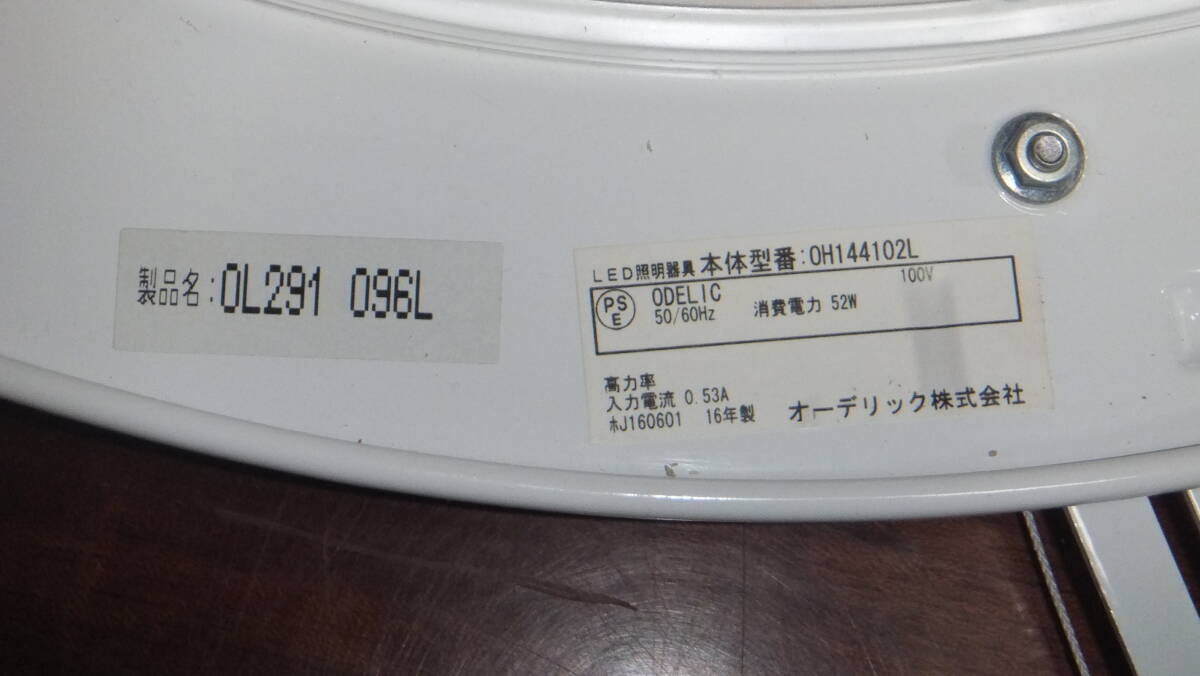 製品名:OL291 096L
LED照明器具 本体型番:OH144102L
PSE ODELIC 100V
50/60Hz 消費電力 52W
高力率
入力電流 0.53A
ホJ160601 16年製 オーデリック株式会社